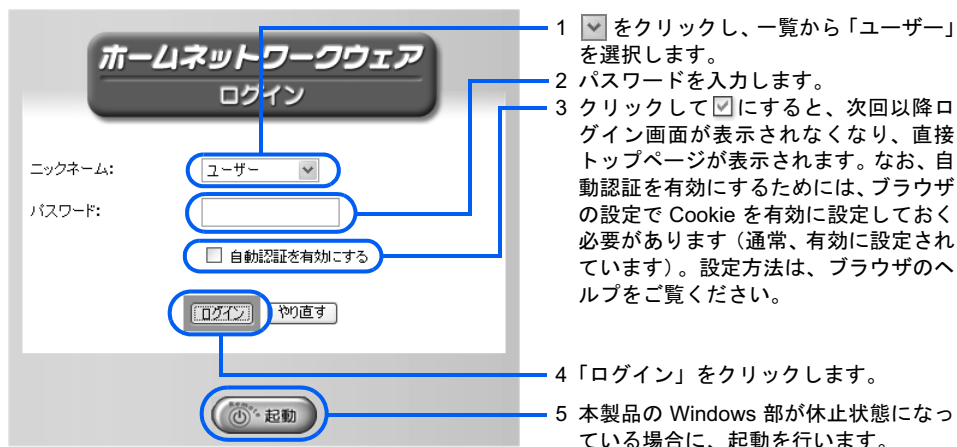 ホームネットワークウェア
ログイン
ニックネーム:
ユーザー
パスワード:
自動認証を有効にする
ログイン
やり直す
Remote
起動
1 をクリックし、一覧から「ユーザー」
を選択します。
2 パスワードを入力します。
3 クリックして にすると、次回以降ロ
グイン画面が表示されなくなり、直接
トップページが表示されます。なお、自
動認証を有効にするためには、ブラウザ
の設定で Cookie を有効に設定しておく
必要があります（通常、有効に設定され
ています）。設定方法は、ブラウザのヘ
ルプをご覧ください。
4「ログイン」をクリックします。
5 本製品の Windows 部が休止状態になっ
ている場合に、起動を行います。